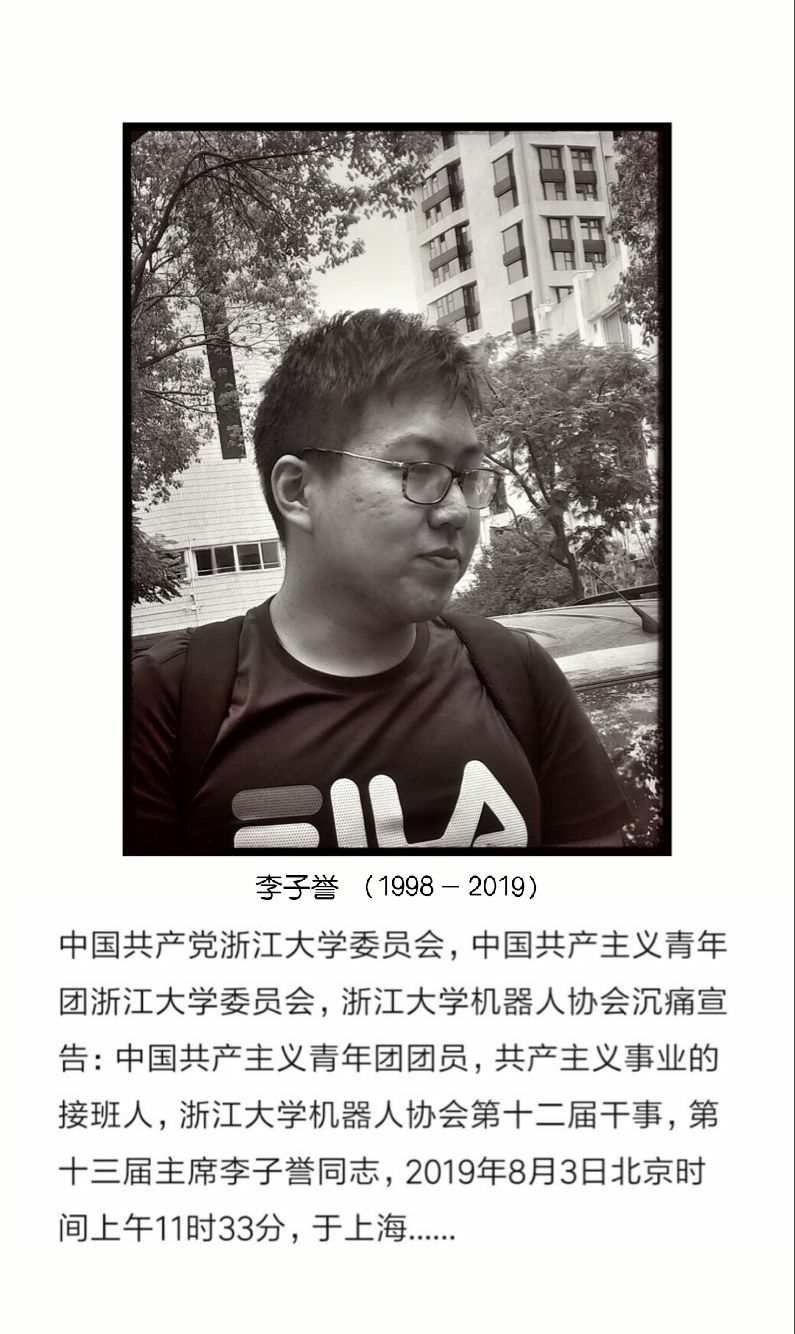 FILA
李子誉 （1998 – 2019）
中国共产党浙江大学委员会，中国共产主义青年
团浙江大学委员会，浙江大学机器人协会沉痛宣
告：中国共产主义青年团团员，共产主义事业的
接班人，浙江大学机器人协会第十二届干事，第
十三届主席李子誉同志，2019年8月3日北京时
间上午11时33分，于上海......